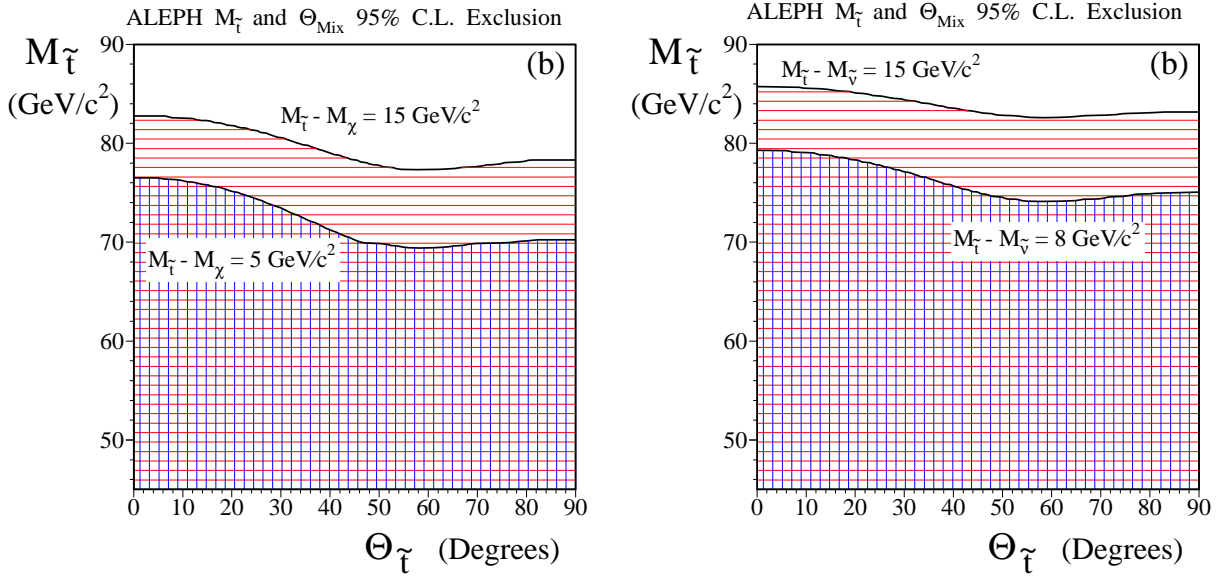 ALEPH M_t̃ and Θ_Mix 95% C.L. Exclusion
M_t̃
(GeV/c²)
(b)
M_t̃ - M_χ = 15 GeV/c²
M_t̃ - M_χ = 5 GeV/c²
90
80
70
60
50
0 10 20 30 40 50 60 70 80 90
Θ_t̃ (Degrees)
ALEPH M_t̃ and Θ_Mix 95% C.L. Exclusion
M_t̃
(GeV/c²)
(b)
M_t̃ - M_ν̃ = 15 GeV/c²
M_t̃ - M_ν̃ = 8 GeV/c²
90
80
70
60
50
0 10 20 30 40 50 60 70 80 90
Θ_t̃ (Degrees)